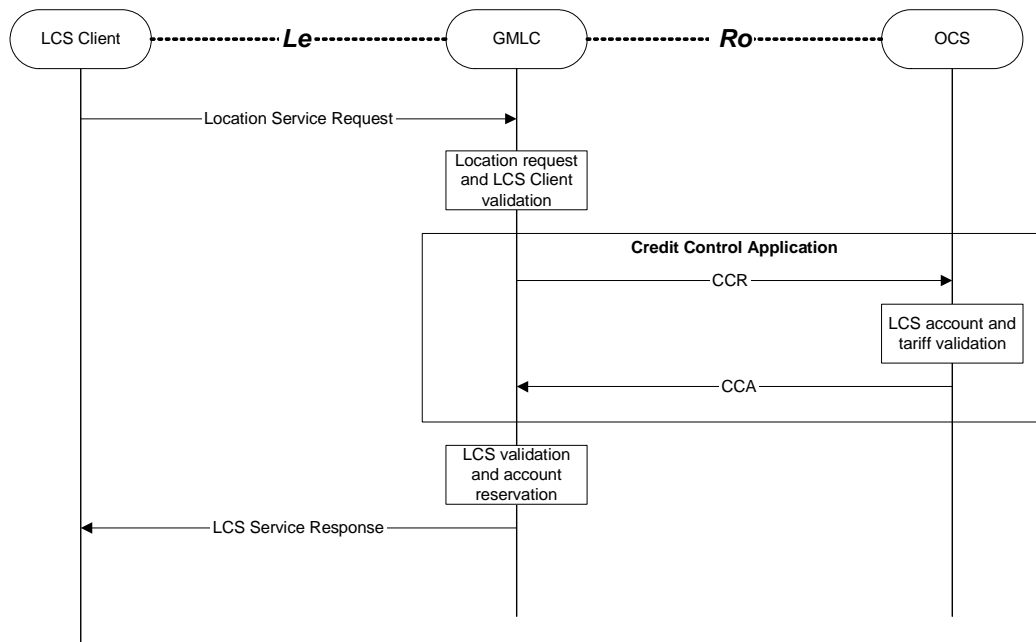 LCS Client
Le
GMLC
Ro
OCS
Location Service Request
Location request
and LCS Client
validation
Credit Control Application
CCR
LCS account and
tariff validation
CCA
LCS validation
and account
reservation
LCS Service Response